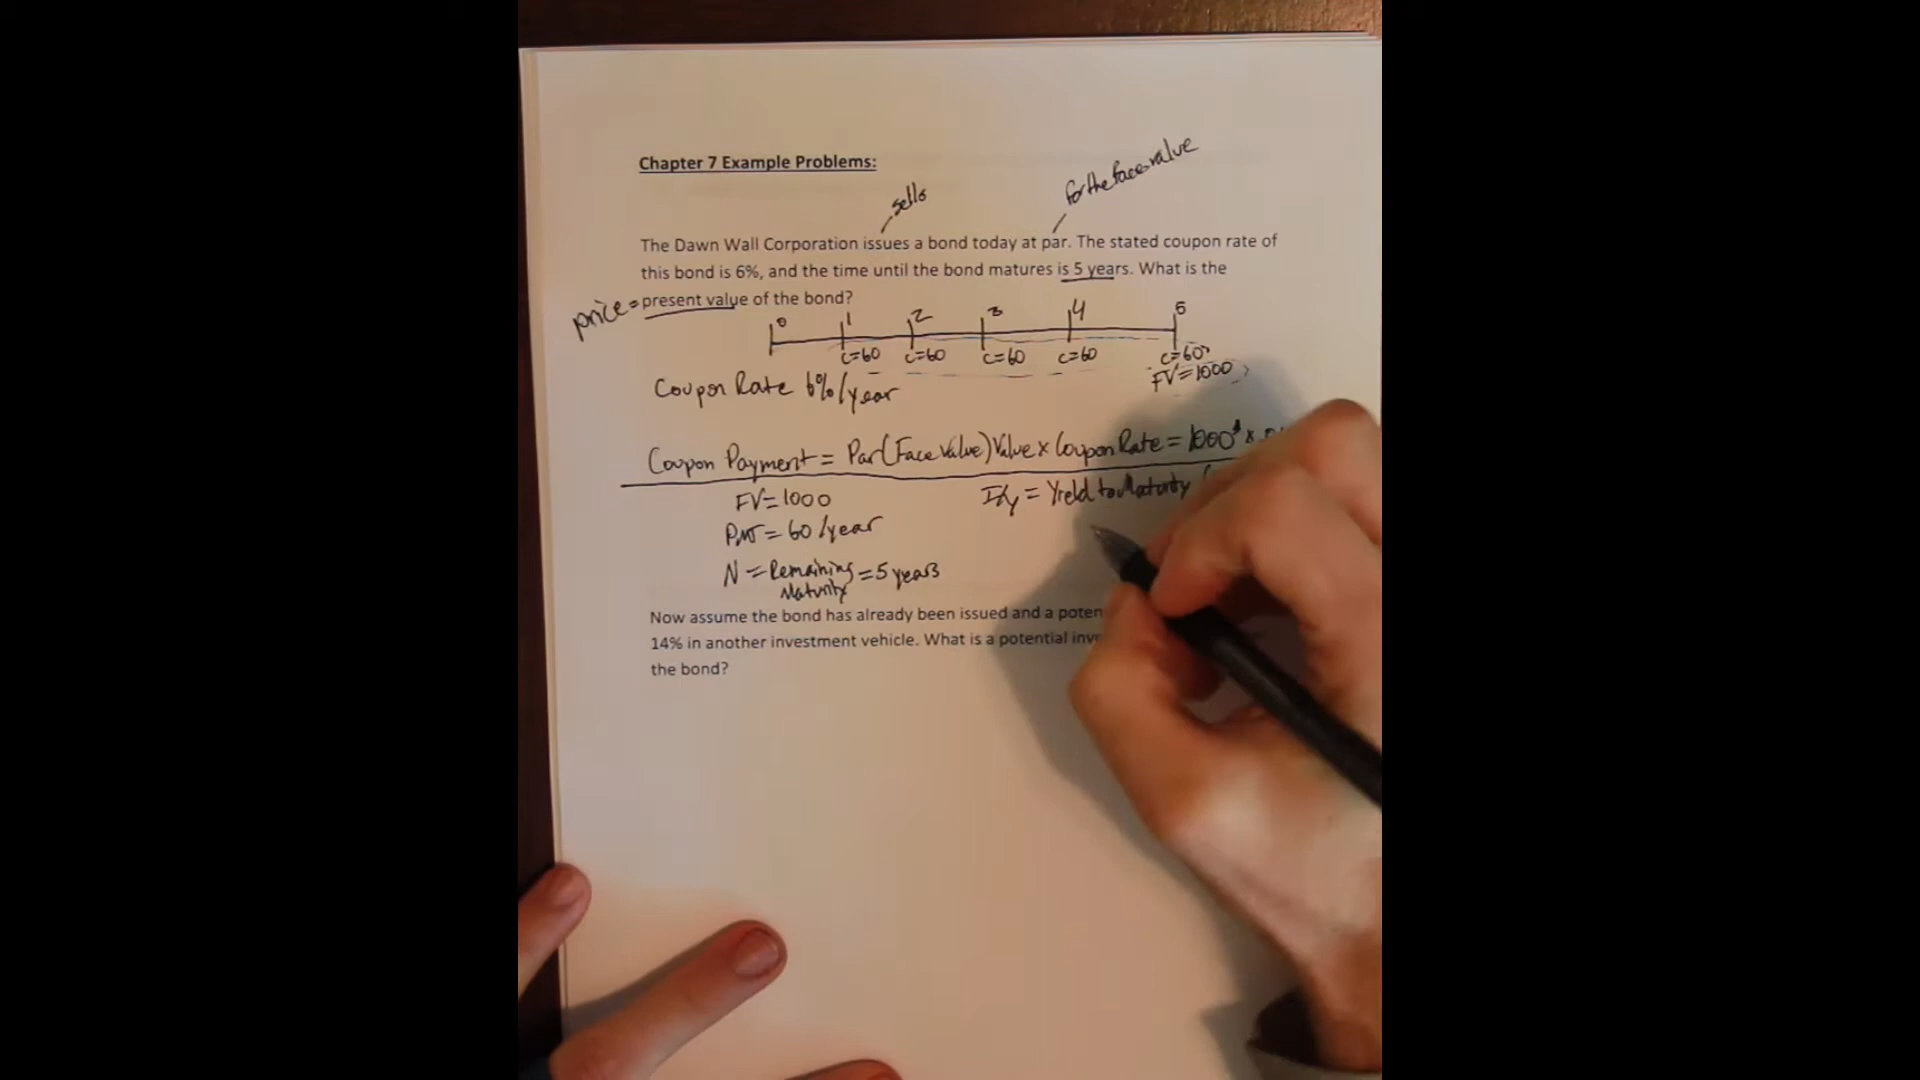 Chapter 7 Example Problems:
sells
for the face value
The Dawn Wall Corporation issues a bond today at par. The stated coupon rate of
this bond is 6%, and the time until the bond matures is 5 years. What is the
price = present value of the bond?
0 1 2 3 4 5
C=60 C=60 C=60 C=60 C=60
FV=1000
Coupon Rate 6%/year
Coupon Payment = Par(Face Value) Value x Coupon Rate = 1000 x
FV=1000
I/y = Yield to Maturity
PMT = 60/year
N = Remaining Maturity = 5 years
Now assume the bond has already been issued and a poten
14% in another investment vehicle. What is a potential inv
the bond?